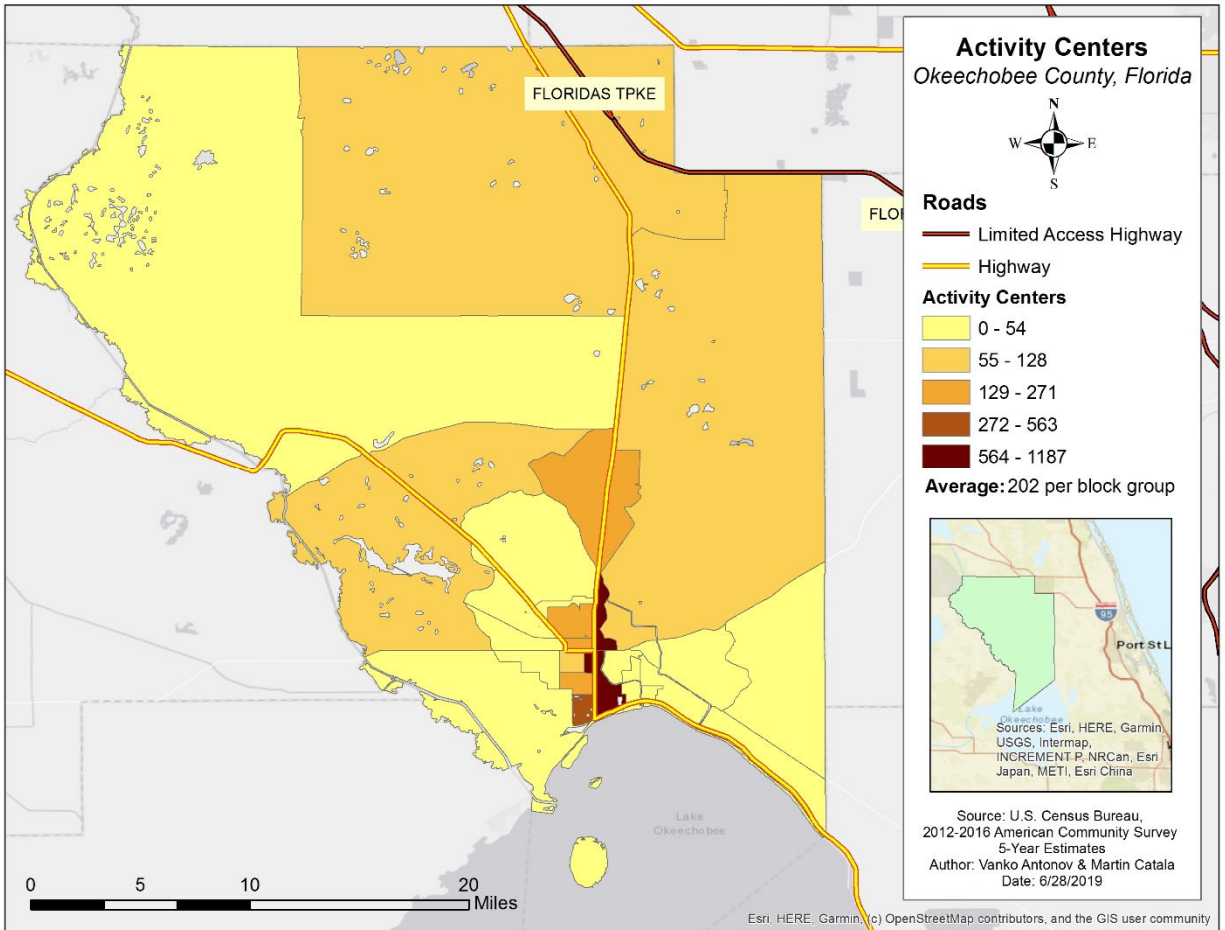 FLORIDAS TPKE
Lake
Okeechobee
0 5 10 20
Miles
Activity Centers
Okeechobee County, Florida
N
W E
S
Roads
Limited Access Highway
Highway
Activity Centers
0 - 54
55 - 128
129 - 271
272 - 563
564 - 1187
Average: 202 per block group
95
Port St L
Lake
Okeechobee
Sources: Esri, HERE, Garmin,
USGS, Intermap,
INCREMENT P, NRCan, Esri
Japan, METI, Esri China
Source: U.S. Census Bureau,
2012-2016 American Community Survey
5-Year Estimates
Author: Vanko Antonov & Martin Catala
Date: 6/28/2019
Esri, HERE, Garmin, (c) OpenStreetMap contributors, and the GIS user community